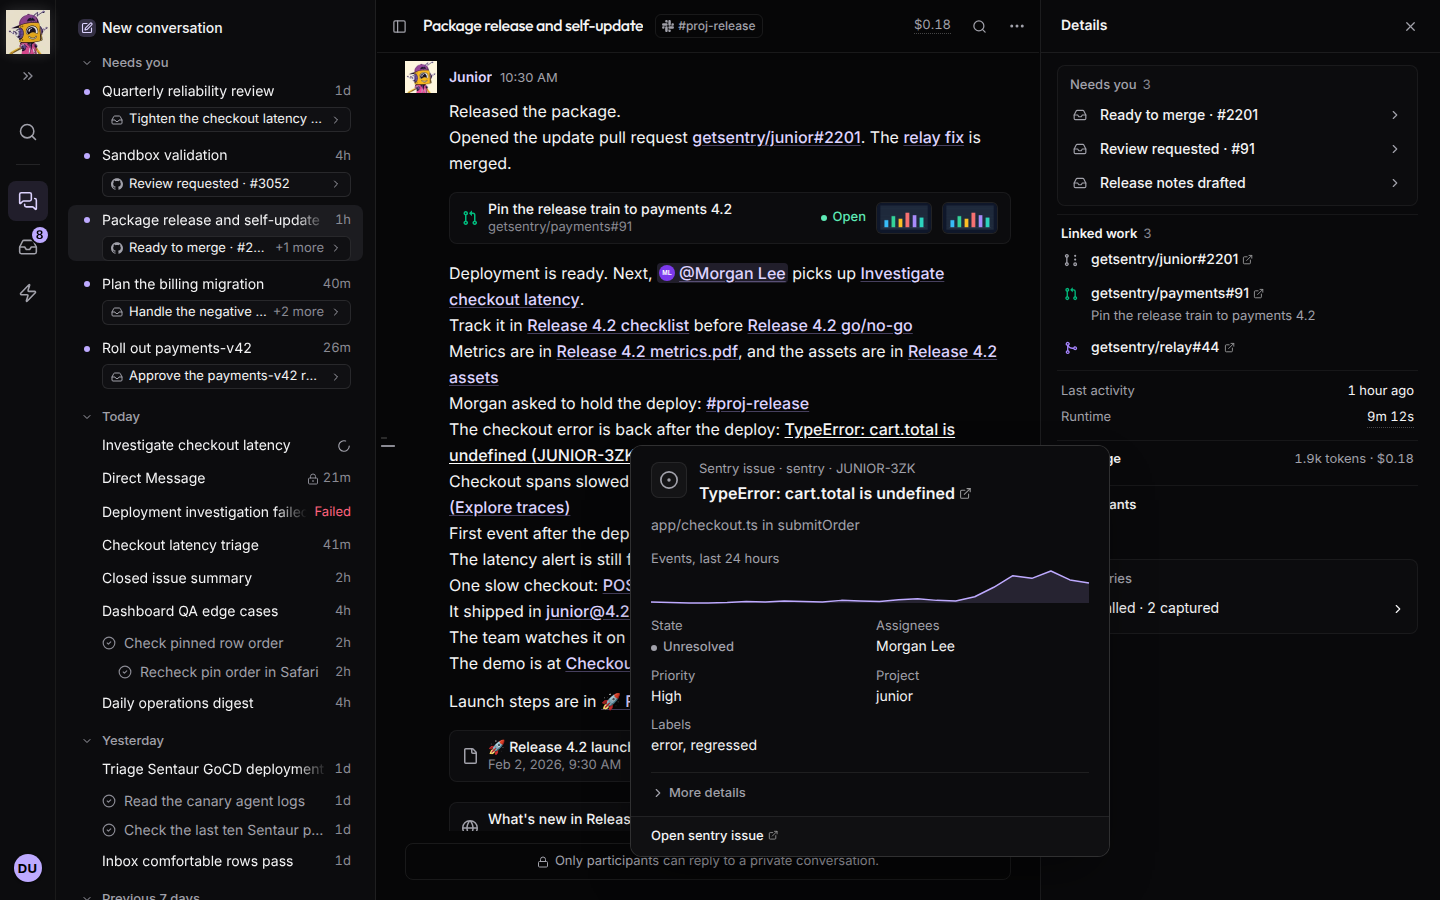 New conversation
Needs you
Quarterly reliability review 1d
Tighten the checkout latency ...
Sandbox validation 4h
Review requested · #3052
Package release and self-update 1h
Ready to merge · #2... +1 more
Plan the billing migration 40m
Handle the negative ... +2 more
Roll out payments-v42 26m
Approve the payments-v42 r...
Today
Investigate checkout latency
Direct Message 21m
Deployment investigation failed Failed
Checkout latency triage 41m
Closed issue summary 2h
Dashboard QA edge cases 4h
Check pinned row order 2h
Recheck pin order in Safari 2h
Daily operations digest 4h
Yesterday
Triage Sentaur GoCD deployment 1d
Read the canary agent logs 1d
Check the last ten Sentaur p... 1d
Inbox comfortable rows pass 1d
Previous 7 days
8
DU
Package release and self-update #proj-release $0.18
Junior 10:30 AM
Released the package.
Opened the update pull request getsentry/junior#2201. The relay fix is
merged.
Pin the release train to payments 4.2
getsentry/payments#91
Open
Deployment is ready. Next, ML @Morgan Lee picks up Investigate
checkout latency.
Track it in Release 4.2 checklist before Release 4.2 go/no-go
Metrics are in Release 4.2 metrics.pdf, and the assets are in Release 4.2
assets
Morgan asked to hold the deploy: #proj-release
The checkout error is back after the deploy: TypeError: cart.total is
undefined (JUNIOR-3ZK
Checkout spans slowed
(Explore traces)
First event after the dep
The latency alert is still f
One slow checkout: POS
It shipped in junior@4.2
The team watches it on
The demo is at Checkou
Launch steps are in 🚀
🚀 Release 4.2 launch
Feb 2, 2026, 9:30 AM
What's new in Releas
Only participants can reply to a private conversation.
Sentry issue · sentry · JUNIOR-3ZK
TypeError: cart.total is undefined
app/checkout.ts in submitOrder
Events, last 24 hours
State Assignees
Unresolved Morgan Lee
Priority Project
High junior
Labels
error, regressed
More details
Open sentry issue
Details
Needs you 3
Ready to merge · #2201
Review requested · #91
Release notes drafted
Linked work 3
getsentry/junior#2201
getsentry/payments#91
Pin the release train to payments 4.2
getsentry/relay#44
Last activity 1 hour ago
Runtime 9m 12s
ge 1.9k tokens · $0.18
ants
ries
lled · 2 captured